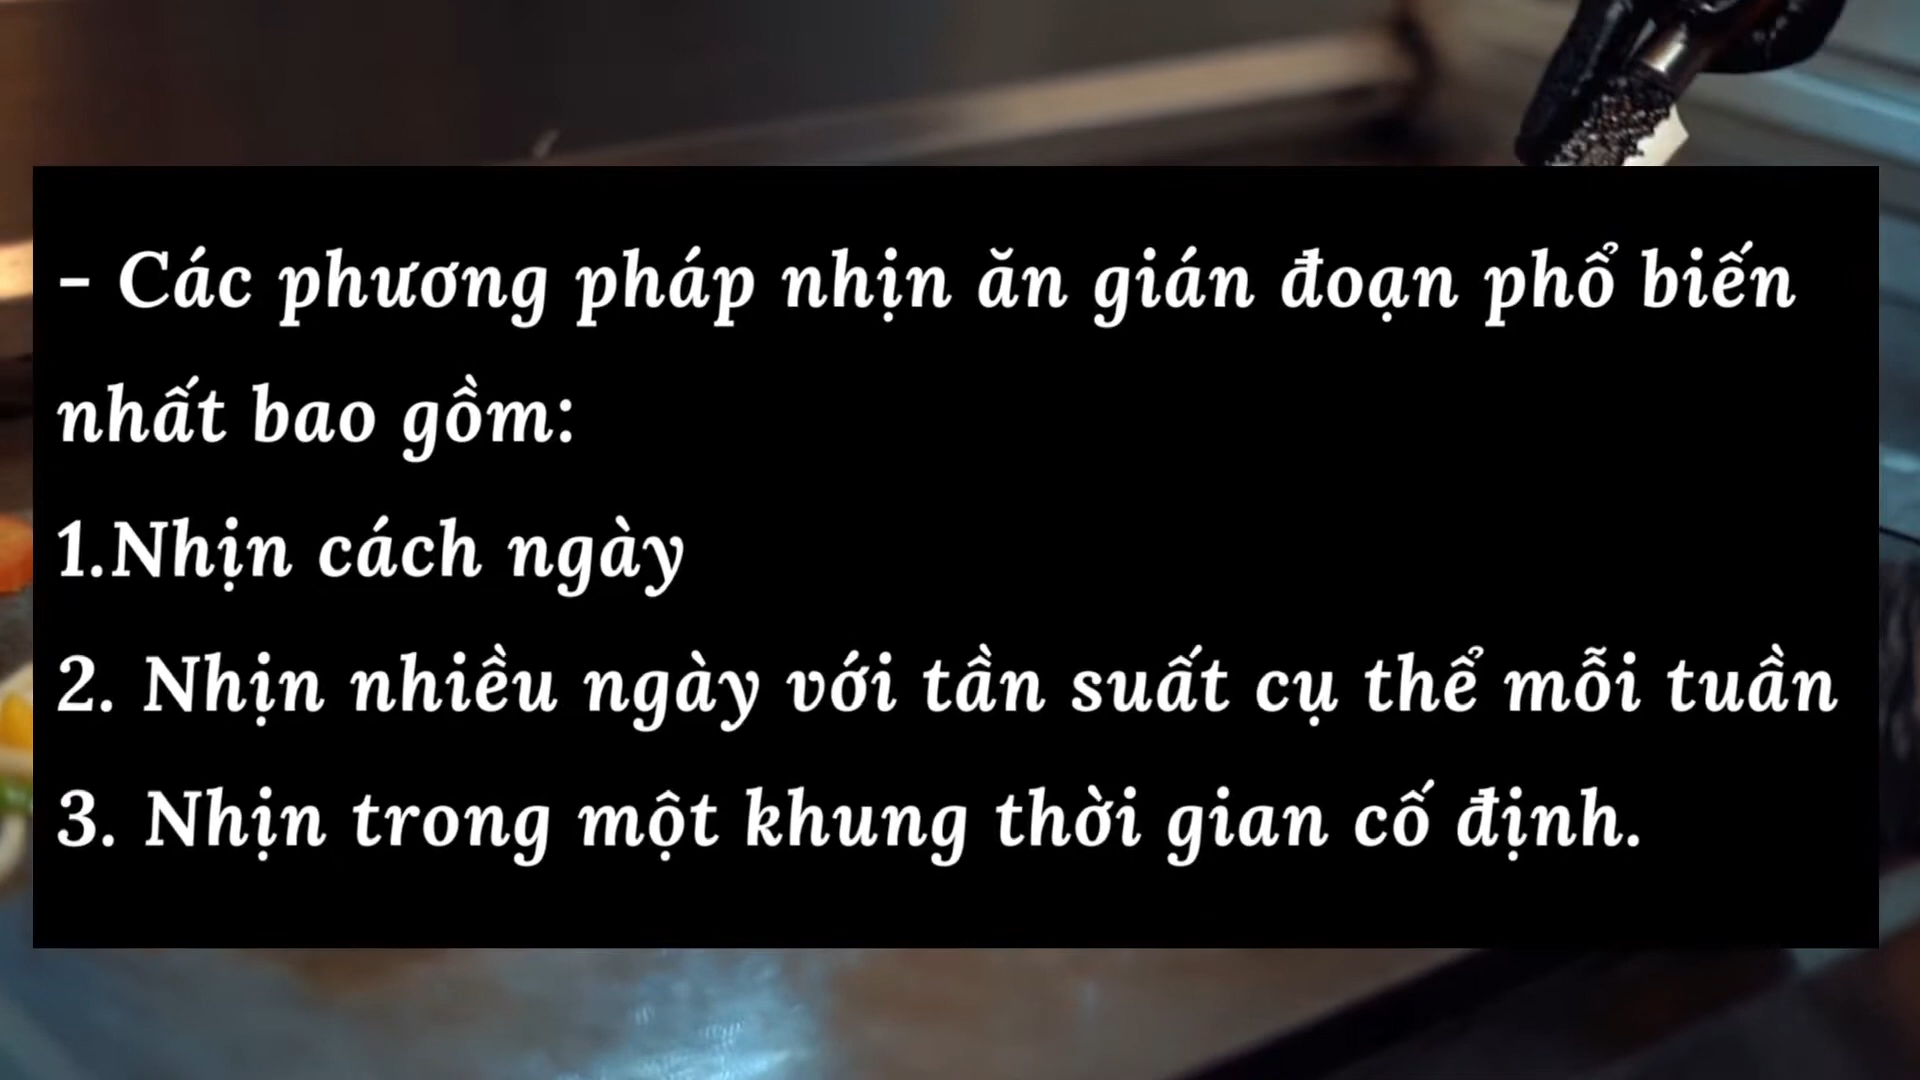 - Các phương pháp nhịn ăn gián đoạn phổ biến
nhất bao gồm:
1.Nhịn cách ngày
2. Nhịn nhiều ngày với tần suất cụ thể mỗi tuần
3. Nhịn trong một khung thời gian cố định.